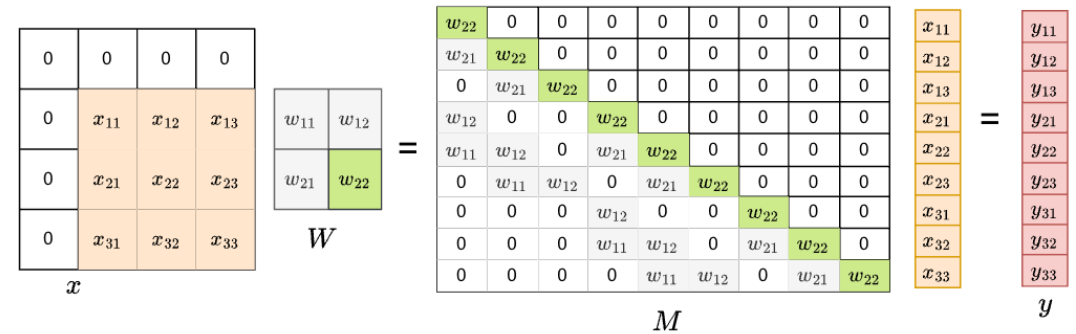 0 0 0 0
0 x₁₁ x₁₂ x₁₃
0 x₂₁ x₂₂ x₂₃
0 x₃₁ x₃₂ x₃₃
x
w₁₁ w₁₂
w₂₁ w₂₂
W
=
w₂₂ 0 0 0 0 0 0 0 0
w₂₁ w₂₂ 0 0 0 0 0 0 0
0 w₂₁ w₂₂ 0 0 0 0 0 0
w₁₂ 0 0 w₂₂ 0 0 0 0 0
w₁₁ w₁₂ 0 w₂₁ w₂₂ 0 0 0 0
0 w₁₁ w₁₂ 0 w₂₁ w₂₂ 0 0 0
0 0 0 w₁₂ 0 0 w₂₂ 0 0
0 0 0 w₁₁ w₁₂ 0 w₂₁ w₂₂ 0
0 0 0 0 w₁₁ w₁₂ 0 w₂₁ w₂₂
M
x₁₁
x₁₂
x₁₃
x₂₁
x₂₂
x₂₃
x₃₁
x₃₂
x₃₃
=
y₁₁
y₁₂
y₁₃
y₂₁
y₂₂
y₂₃
y₃₁
y₃₂
y₃₃
y